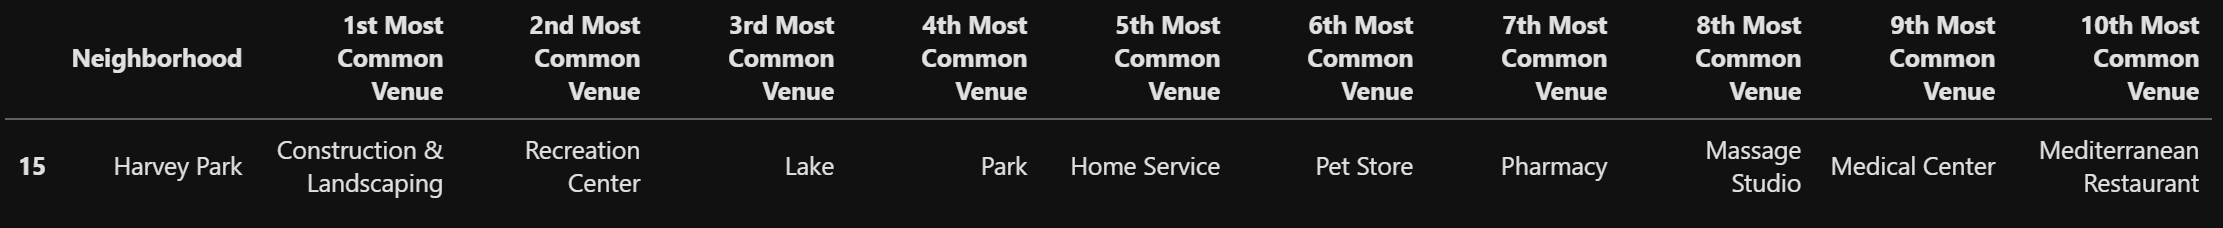 Neighborhood
1st Most Common Venue
2nd Most Common Venue
3rd Most Common Venue
4th Most Common Venue
5th Most Common Venue
6th Most Common Venue
7th Most Common Venue
8th Most Common Venue
9th Most Common Venue
10th Most Common Venue
15
Harvey Park
Construction & Landscaping
Recreation Center
Lake
Park
Home Service
Pet Store
Pharmacy
Massage Studio
Medical Center
Mediterranean Restaurant